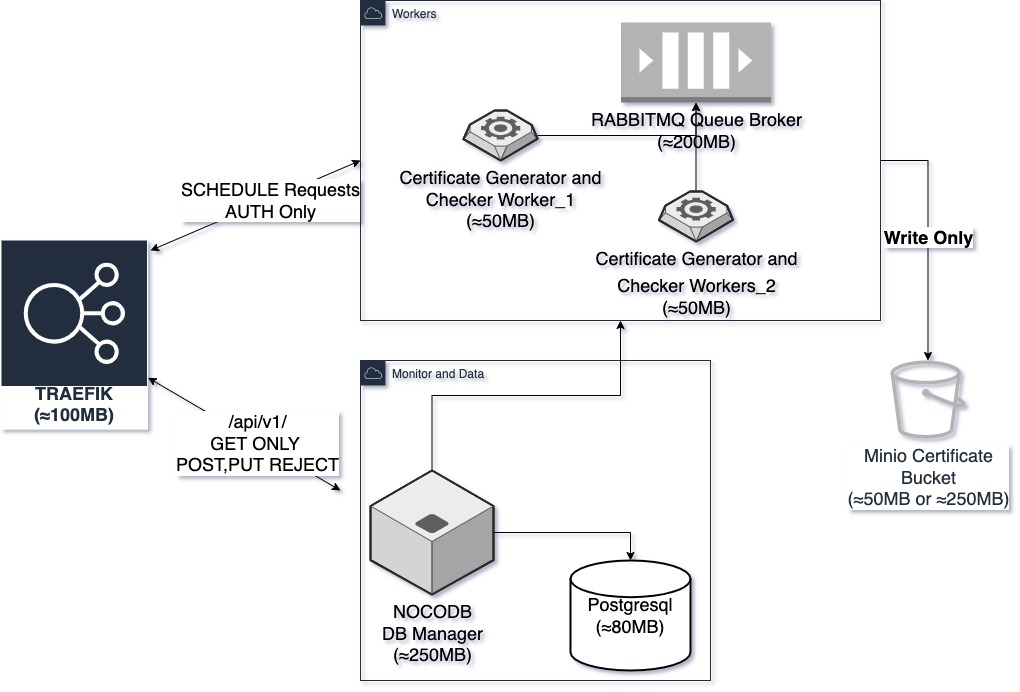 Workers
RABBITMQ Queue Broker
(≈200MB)
Certificate Generator and
Checker Worker_1
(≈50MB)
SCHEDULE Requests
AUTH Only
Certificate Generator and
Checker Workers_2
(≈50MB)
Write Only
TRAEFIK
(≈100MB)
Monitor and Data
/api/v1/
GET ONLY
POST,PUT REJECT
Minio Certificate
Bucket
(≈50MB or ≈250MB)
NOCODB
DB Manager
(≈250MB)
Postgresql
(≈80MB)